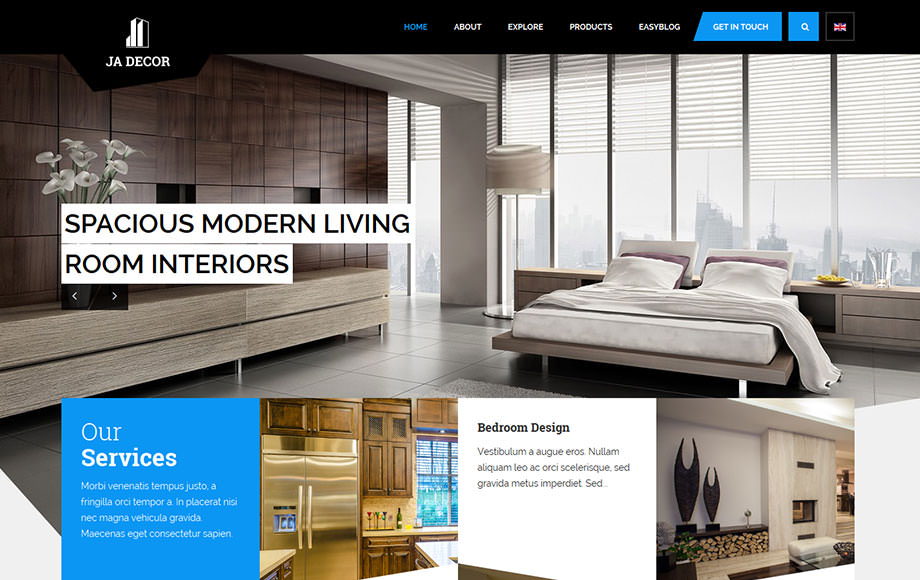 JA DECOR
HOME ABOUT EXPLORE PRODUCTS EASYBLOG GET IN TOUCH
SPACIOUS MODERN LIVING
ROOM INTERIORS
Our
Services
Morbi venenatis tempus justo, a
fringilla orci tempor a. In placerat nisi
nec magna vehicula gravida.
Maecenas eget consectetur sapien.
Bedroom Design
Vestibulum a augue eros. Nullam
aliquam leo ac orci scelerisque, sed
gravida metus imperdiet. Sed...